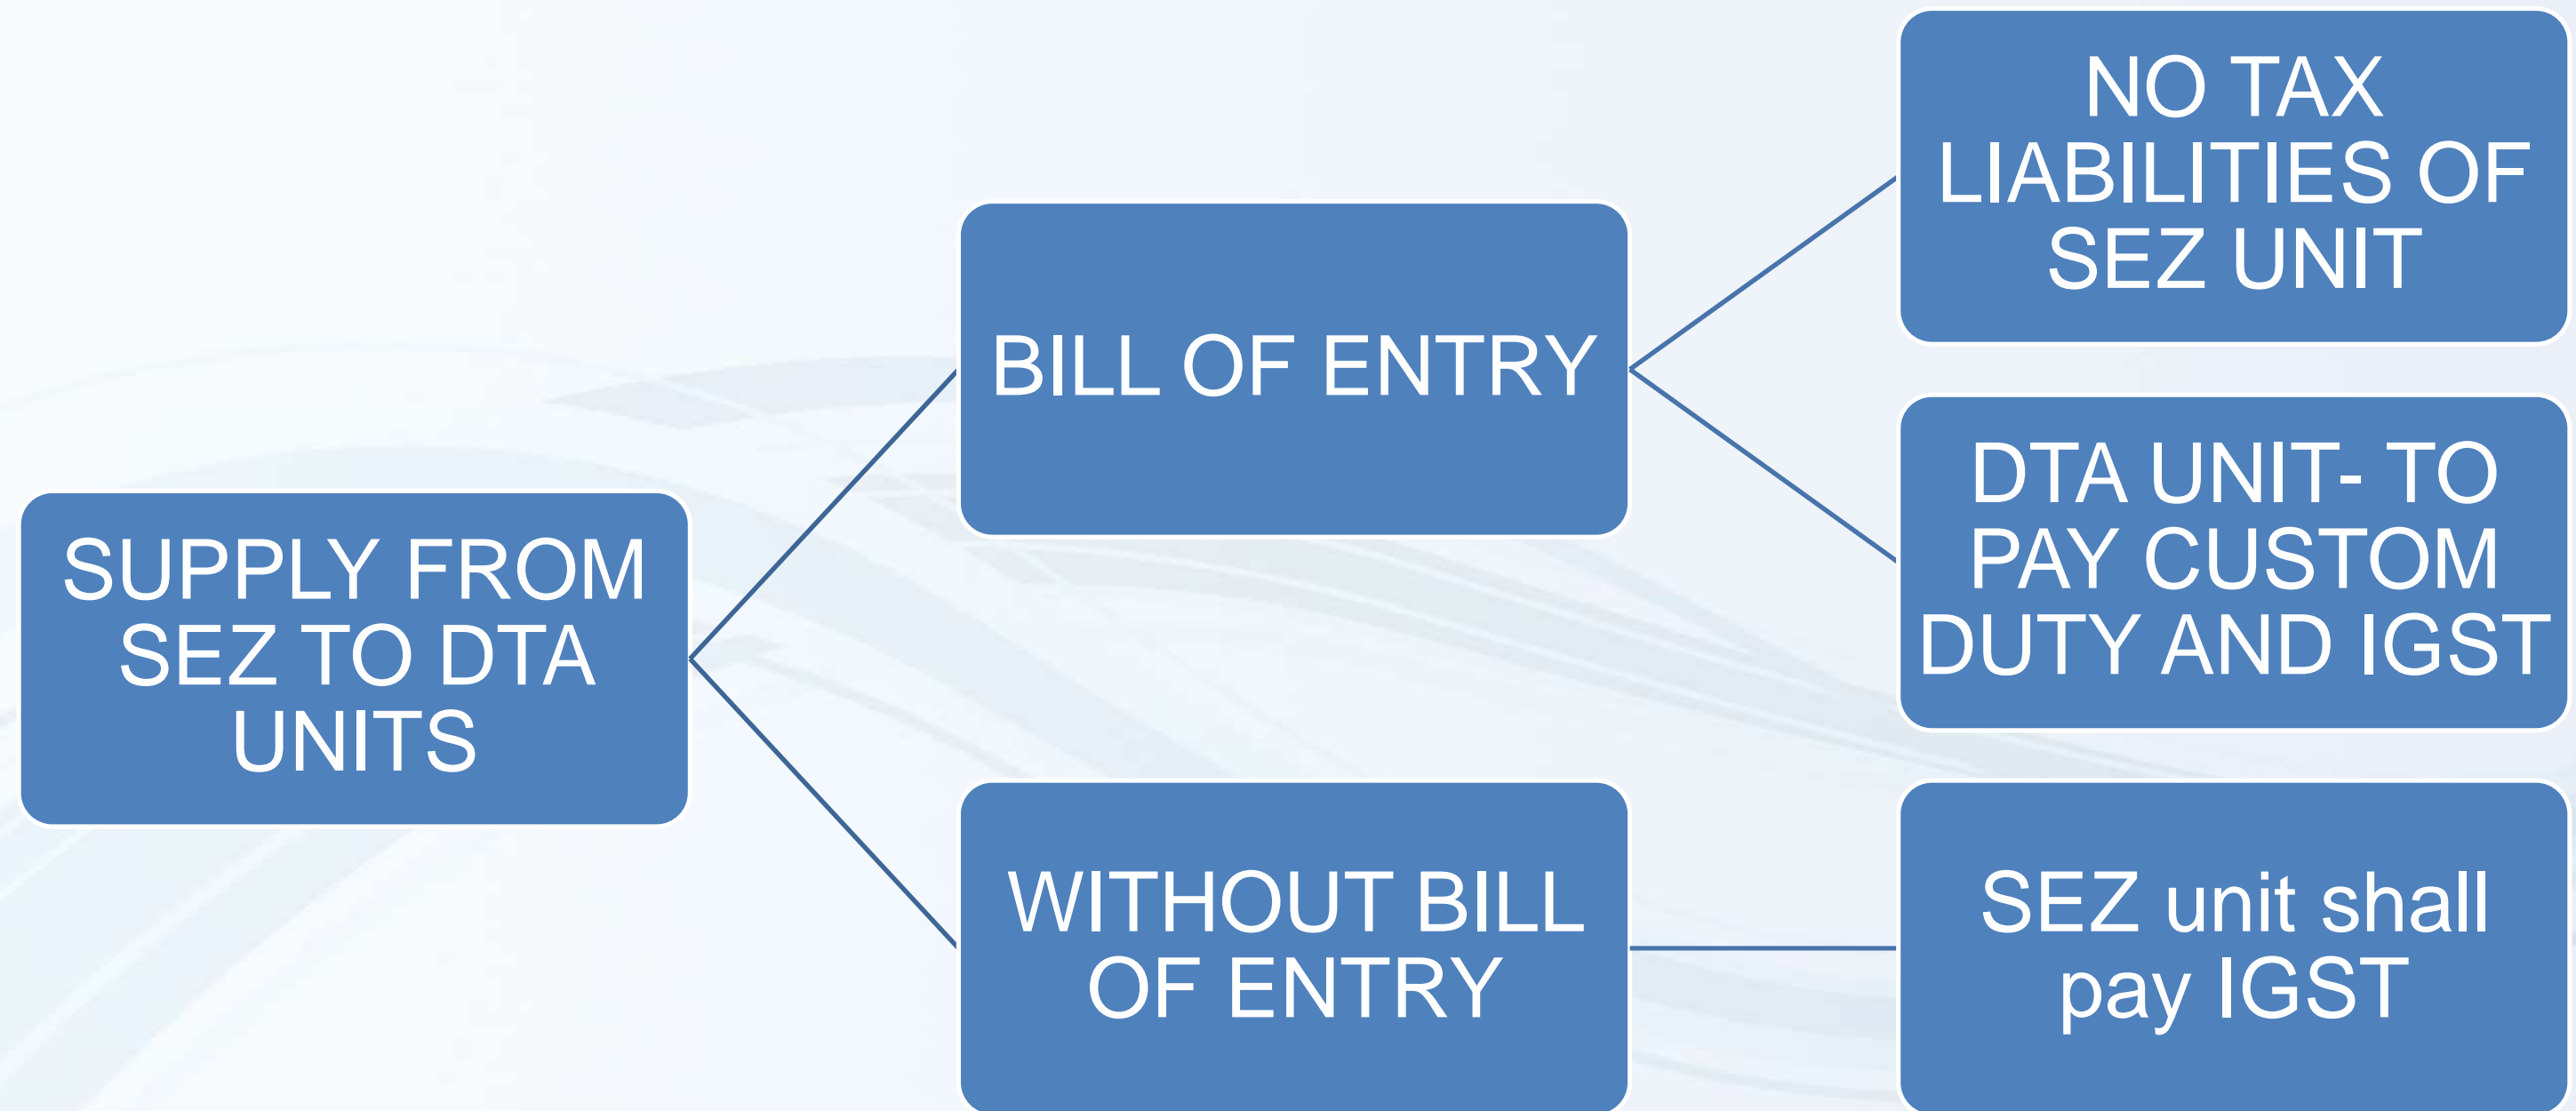 SUPPLY FROM
SEZ TO DTA
UNITS
BILL OF ENTRY
NO TAX
LIABILITIES OF
SEZ UNIT
DTA UNIT- TO
PAY CUSTOM
DUTY AND IGST
WITHOUT BILL
OF ENTRY
SEZ unit shall
pay IGST